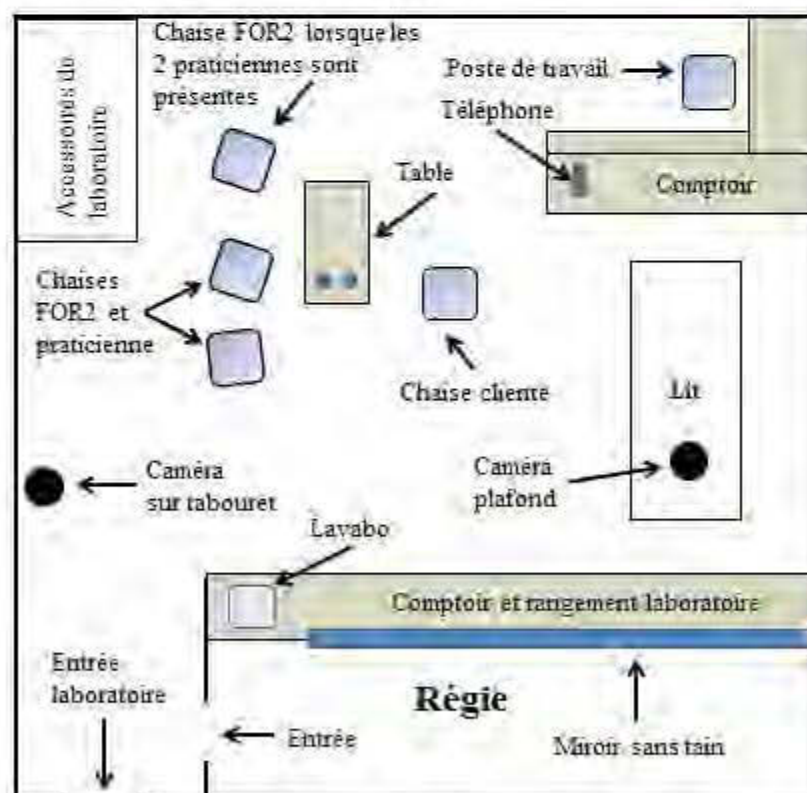 Chaise FOR2 lorsque les
2 praticiennes sont
présentes
Poste de travail
Téléphone
Accessoires de
laboratoire
Table
Comptoir
Chaises
FOR2 et
praticienne
Chaise cliente
Lit
Caméra
sur tabouret
Caméra
plafond
Lavabo
Comptoir et rangement laboratoire
Entrée
laboratoire
Régie
Entrée
Miroir sans tain